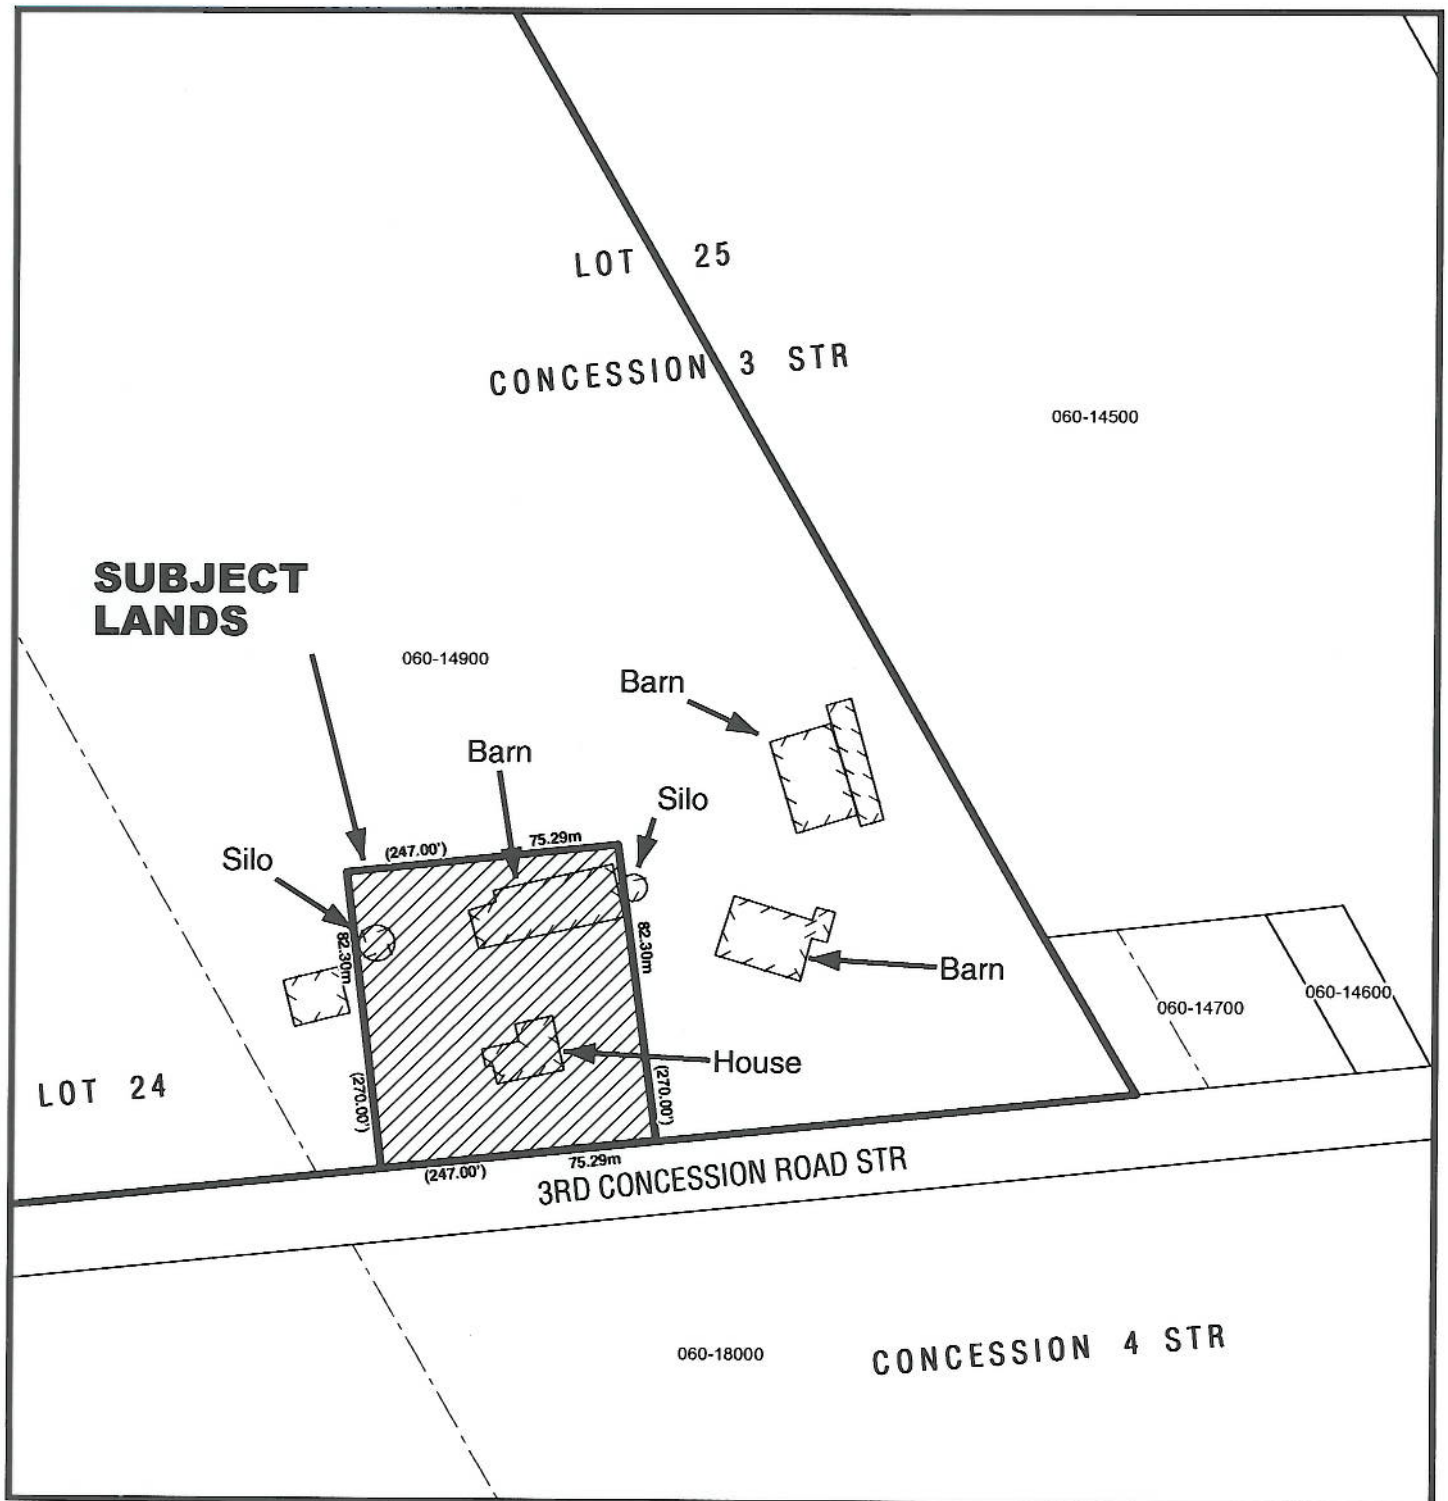 LOT 25
CONCESSION 3 STR
060-14500
SUBJECT
LANDS
060-14900
Barn
Barn
Silo
Silo
(247.00') 75.29m
82.30m
82.30m
Barn
060-14700
060-14600
House
LOT 24
(270.00')
(270.00')
(247.00') 75.29m
3RD CONCESSION ROAD STR
060-18000
CONCESSION 4 STR